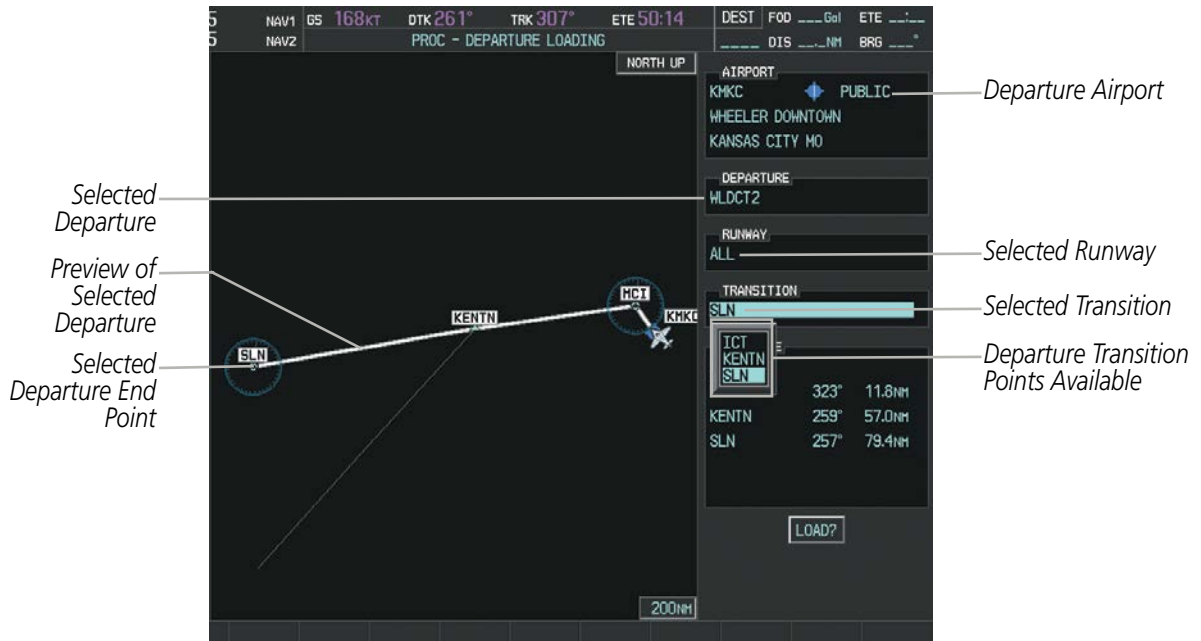 5 NAV1 GS 168KT DTK 261° TRK 307° ETE 50:14 DEST FOD ___Gal ETE __:__
5 NAV2 PROC - DEPARTURE LOADING ____ DIS __._NM BRG ___°
NORTH UP
AIRPORT
KMKC PUBLIC
WHEELER DOWNTOWN
KANSAS CITY MO
Departure Airport
DEPARTURE
WLDCT2
Selected
Departure
RUNWAY
ALL
Selected Runway
Preview of
Selected
Departure
TRANSITION
SLN
Selected Transition
ICT
KENTN
SLN
Departure Transition
Points Available
Selected
Departure End
Point
MCI
KMKC
KENTN
SLN
E
323° 11.8NM
KENTN 259° 57.0NM
SLN 257° 79.4NM
LOAD?
200NM